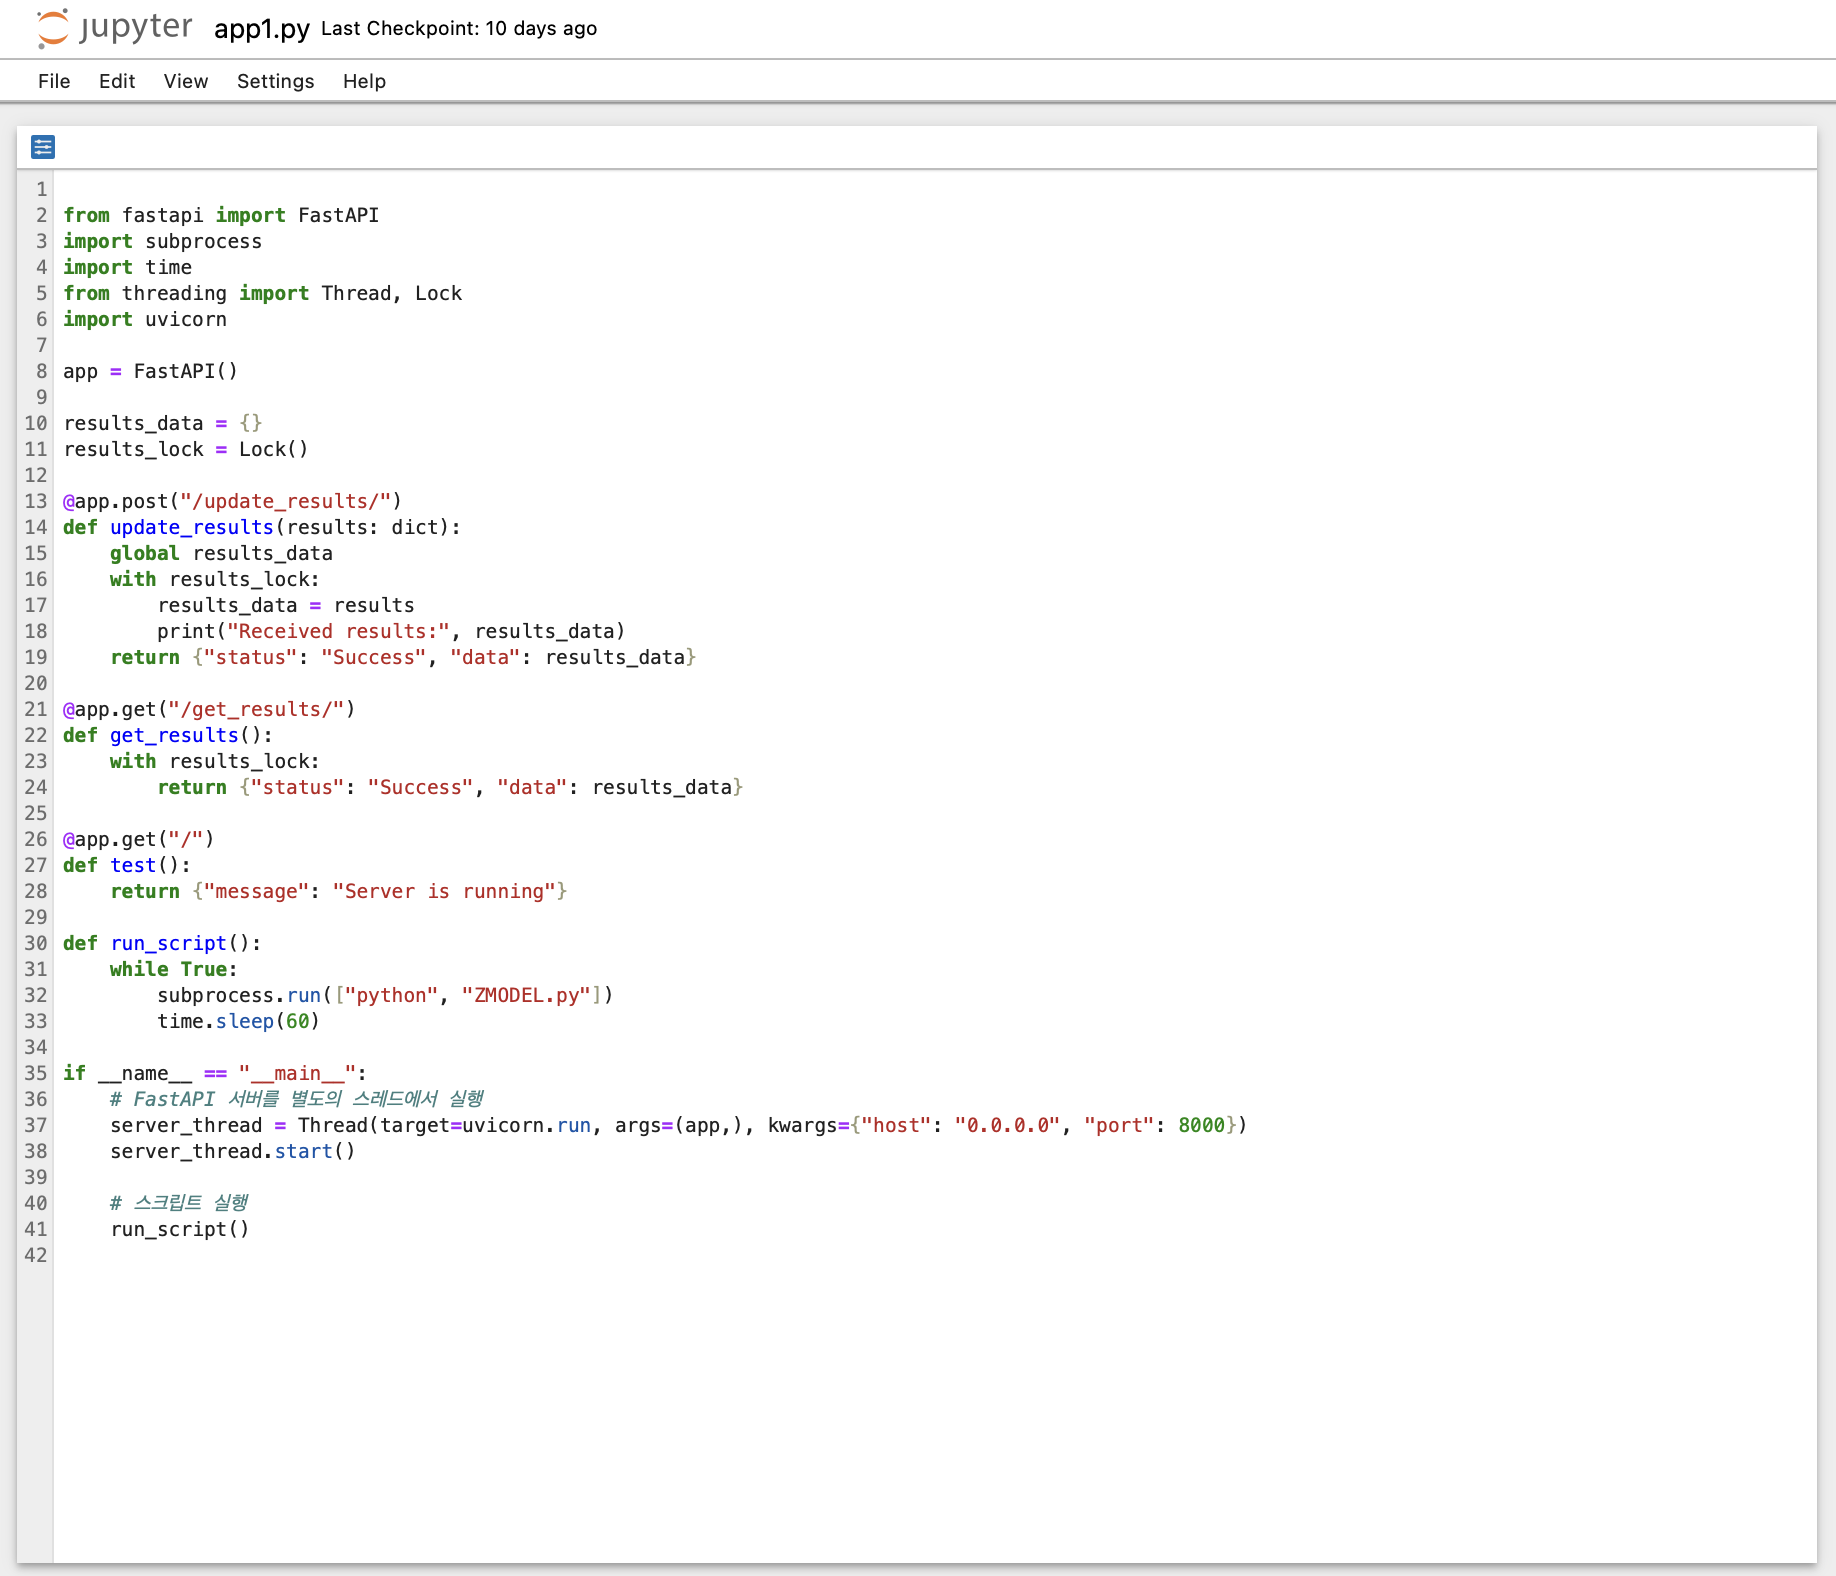 jupyter app1.py Last Checkpoint: 10 days ago
File Edit View Settings Help
1
2 from fastapi import FastAPI
3 import subprocess
4 import time
5 from threading import Thread, Lock
6 import uvicorn
7
8 app = FastAPI()
9
10 results_data = {}
11 results_lock = Lock()
12
13 @app.post("/update_results/")
14 def update_results(results: dict):
15     global results_data
16     with results_lock:
17         results_data = results
18         print("Received results:", results_data)
19     return {"status": "Success", "data": results_data}
20
21 @app.get("/get_results/")
22 def get_results():
23     with results_lock:
24         return {"status": "Success", "data": results_data}
25
26 @app.get("/")
27 def test():
28     return {"message": "Server is running"}
29
30 def run_script():
31     while True:
32         subprocess.run(["python", "ZMODEL.py"])
33         time.sleep(60)
34
35 if __name__ == "__main__":
36     # FastAPI 서버를 별도의 스레드에서 실행
37     server_thread = Thread(target=uvicorn.run, args=(app,), kwargs={"host": "0.0.0.0", "port": 8000})
38     server_thread.start()
39
40     # 스크립트 실행
41     run_script()
42